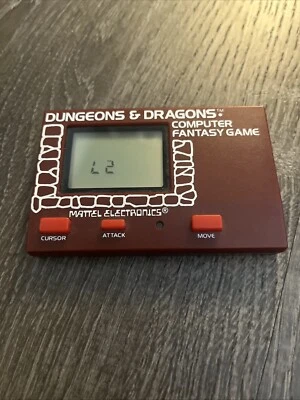 DUNGEONS & DRAGONS™
COMPUTER
FANTASY GAME
L2
MATTEL ELECTRONICS®
CURSOR
ATTACK
MOVE